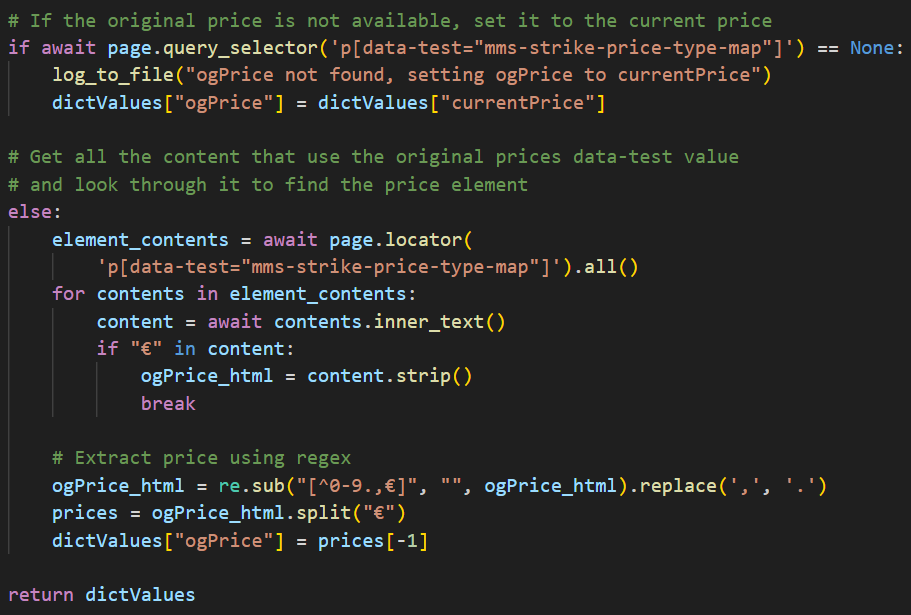 # If the original price is not available, set it to the current price
if await page.query_selector('p[data-test="mms-strike-price-type-map"]') == None:
    log_to_file("ogPrice not found, setting ogPrice to currentPrice")
    dictValues["ogPrice"] = dictValues["currentPrice"]

# Get all the content that use the original prices data-test value
# and look through it to find the price element
else:
    element_contents = await page.locator(
        'p[data-test="mms-strike-price-type-map"]').all()
    for contents in element_contents:
        content = await contents.inner_text()
        if "€" in content:
            ogPrice_html = content.strip()
            break

    # Extract price using regex
    ogPrice_html = re.sub("[^0-9.,€]", "", ogPrice_html).replace(',', '.')
    prices = ogPrice_html.split("€")
    dictValues["ogPrice"] = prices[-1]

return dictValues